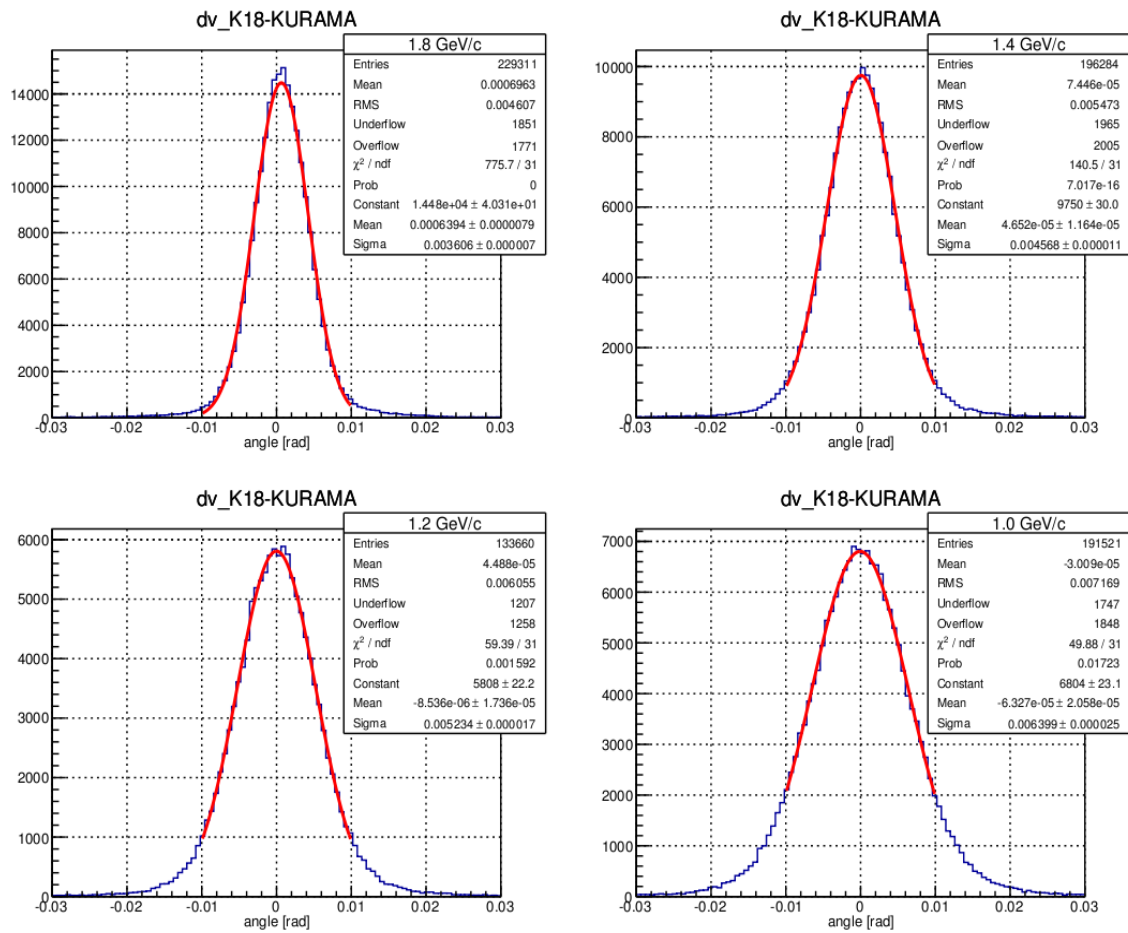 dv_K18-KURAMA
1.8 GeV/c
Entries 229311
Mean 0.0006963
RMS 0.004607
Underflow 1851
Overflow 1771
χ² / ndf 775.7 / 31
Prob 0
Constant 1.448e+04 ± 4.031e+01
Mean 0.0006394 ± 0.0000079
Sigma 0.003606 ± 0.000007
14000
12000
10000
8000
6000
4000
2000
0
-0.03 -0.02 -0.01 0 0.01 0.02 0.03
angle [rad]
dv_K18-KURAMA
1.4 GeV/c
Entries 196284
Mean 7.446e-05
RMS 0.005473
Underflow 1965
Overflow 2005
χ² / ndf 140.5 / 31
Prob 7.017e-16
Constant 9750 ± 30.0
Mean 4.652e-05 ± 1.164e-05
Sigma 0.004568 ± 0.000011
10000
8000
6000
4000
2000
0
-0.03 -0.02 -0.01 0 0.01 0.02 0.03
angle [rad]
dv_K18-KURAMA
1.2 GeV/c
Entries 133660
Mean 4.488e-05
RMS 0.006055
Underflow 1207
Overflow 1258
χ² / ndf 59.39 / 31
Prob 0.001592
Constant 5808 ± 22.2
Mean -8.536e-06 ± 1.736e-05
Sigma 0.005234 ± 0.000017
6000
5000
4000
3000
2000
1000
0
-0.03 -0.02 -0.01 0 0.01 0.02 0.03
angle [rad]
dv_K18-KURAMA
1.0 GeV/c
Entries 191521
Mean -3.009e-05
RMS 0.007169
Underflow 1747
Overflow 1848
χ² / ndf 49.88 / 31
Prob 0.01723
Constant 6804 ± 23.1
Mean -6.327e-05 ± 2.058e-05
Sigma 0.006399 ± 0.000025
7000
6000
5000
4000
3000
2000
1000
0
-0.03 -0.02 -0.01 0 0.01 0.02 0.03
angle [rad]